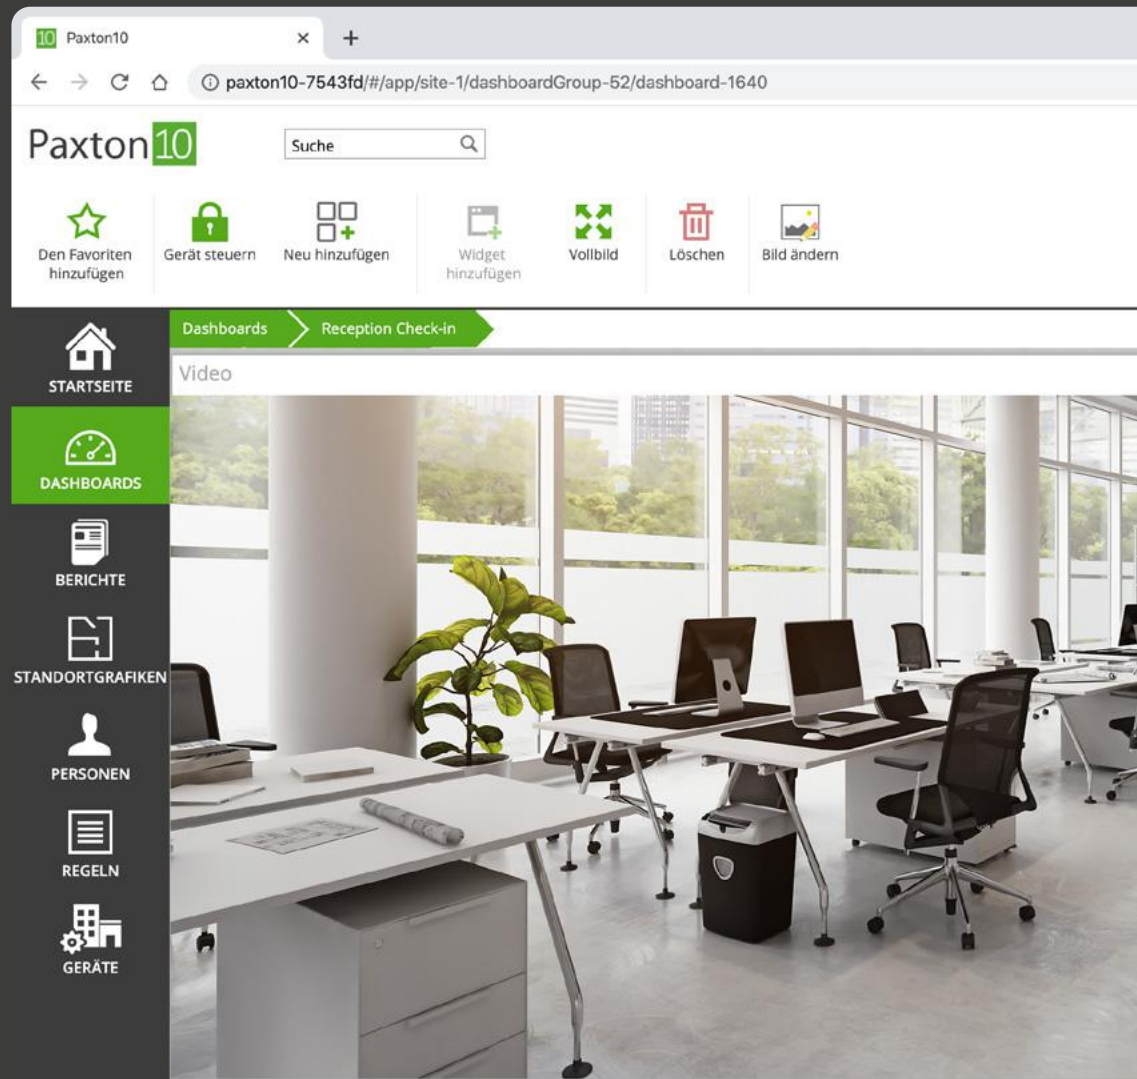 10 Paxton10
paxton10-7543fd/#/app/site-1/dashboardGroup-52/dashboard-1640
Paxton10
Suche
Den Favoriten
hinzufügen
Gerät steuern
Neu hinzufügen
Widget
hinzufügen
Vollbild
Löschen
Bild ändern
Dashboards
Reception Check-in
Video
STARTSEITE
DASHBOARDS
BERICHTE
STANDORTGRAFIKEN
PERSONEN
REGELN
GERÄTE